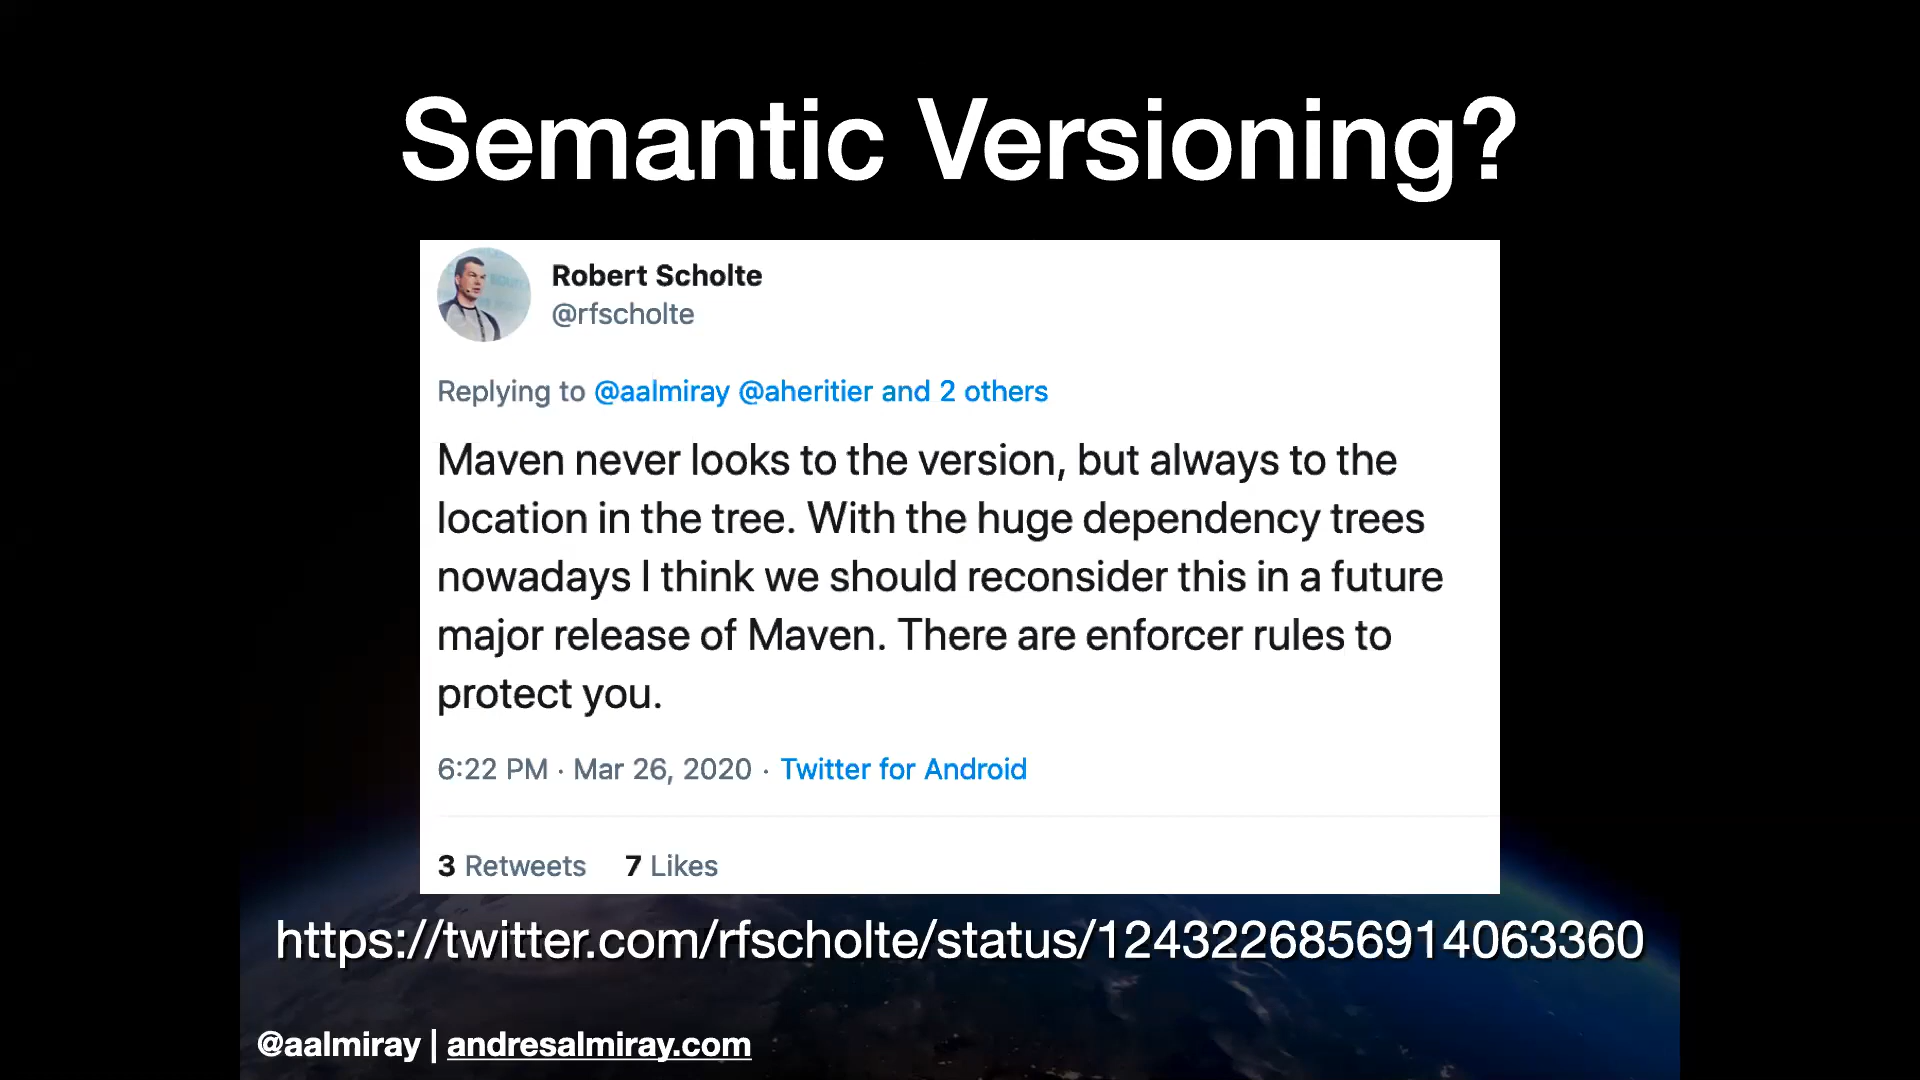 Semantic Versioning?
Robert Scholte
@rfscholte
Replying to @aalmiray @aheritier and 2 others
Maven never looks to the version, but always to the
location in the tree. With the huge dependency trees
nowadays I think we should reconsider this in a future
major release of Maven. There are enforcer rules to
protect you.
6:22 PM · Mar 26, 2020 · Twitter for Android
3 Retweets 7 Likes
https://twitter.com/rfscholte/status/1243226856914063360
@aalmiray | andresalmiray.com